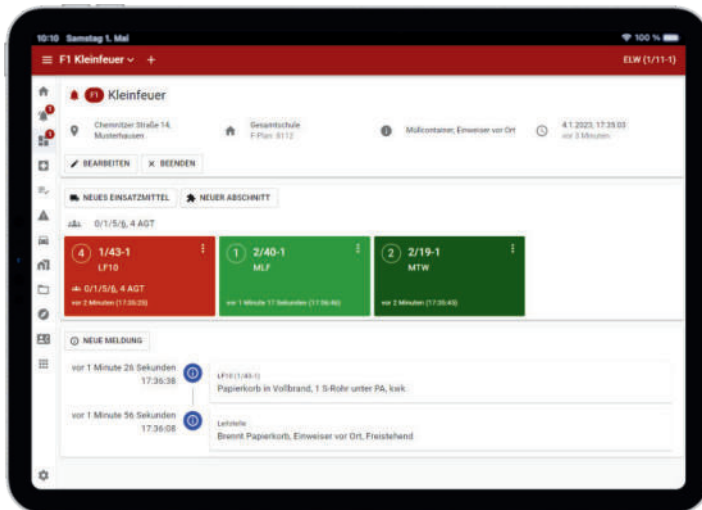 10:10 Samstag 1. Mai
100 %
F1 Kleinfeuer
ELW (1/11-1)
F1 Kleinfeuer
Chemnitzer Straße 14,
Musterhausen
Gesamtschule
F-Plan: 8112
Müllcontainer, Einweiser vor Ort
4.1.2023, 17:35:03
vor 3 Minuten
BEARBEITEN
BEENDEN
NEUES EINSATZMITTEL
NEUER ABSCHNITT
0/1/5/6, 4 AGT
4 1/43-1
LF10
0/1/5/6, 4 AGT
vor 2 Minuten (17:35:25)
1 2/40-1
MLF
vor 1 Minute 17 Sekunden (17:36:46)
2 2/19-1
MTW
vor 2 Minuten (17:35:43)
NEUE MELDUNG
vor 1 Minute 26 Sekunden
17:36:38
LF10 (1/43-1)
Papierkorb in Vollbrand, 1 S-Rohr unter PA, kwk
vor 1 Minute 56 Sekunden
17:36:08
Leitstelle
Brennt Papierkorb, Einweiser vor Ort, Freistehend